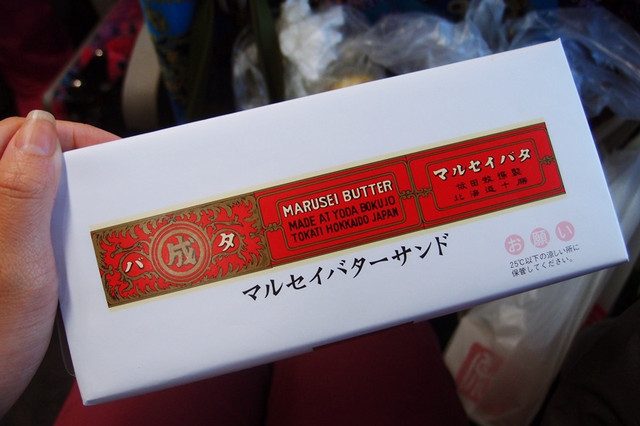 バ 成 タ
MARUSEI BUTTER
MADE AT YODA BOKUJO
TOKATI HOKKAIDO JAPAN
マルセイバタ
依田牧場製
北海道十勝
マルセイバターサンド
お願い
25℃以下の涼しい所に
保管してください。